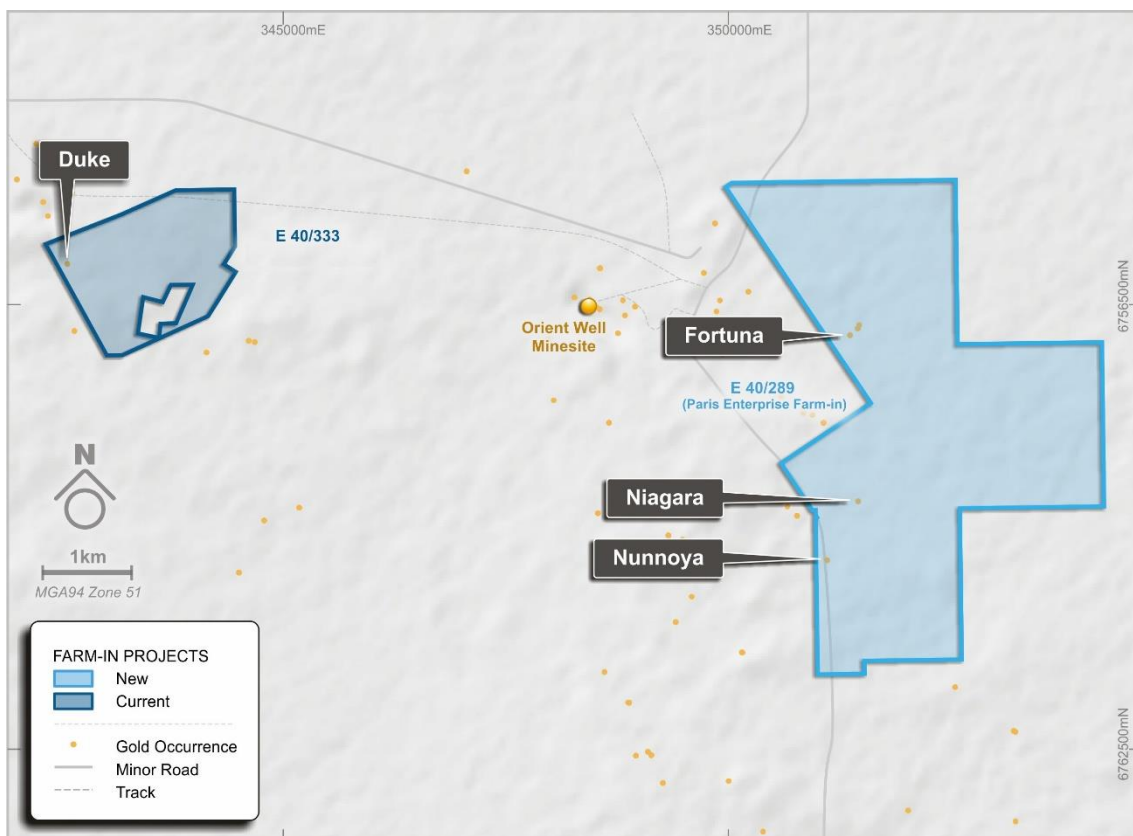 345000mE
350000mE
Duke
E 40/333
6756500mN
Orient Well
Minesite
Fortuna
E 40/289
(Paris Enterprise Farm-in)
Niagara
Nunnoya
N
1km
MGA94 Zone 51
FARM-IN PROJECTS
New
Current
Gold Occurrence
Minor Road
Track
6762500mN